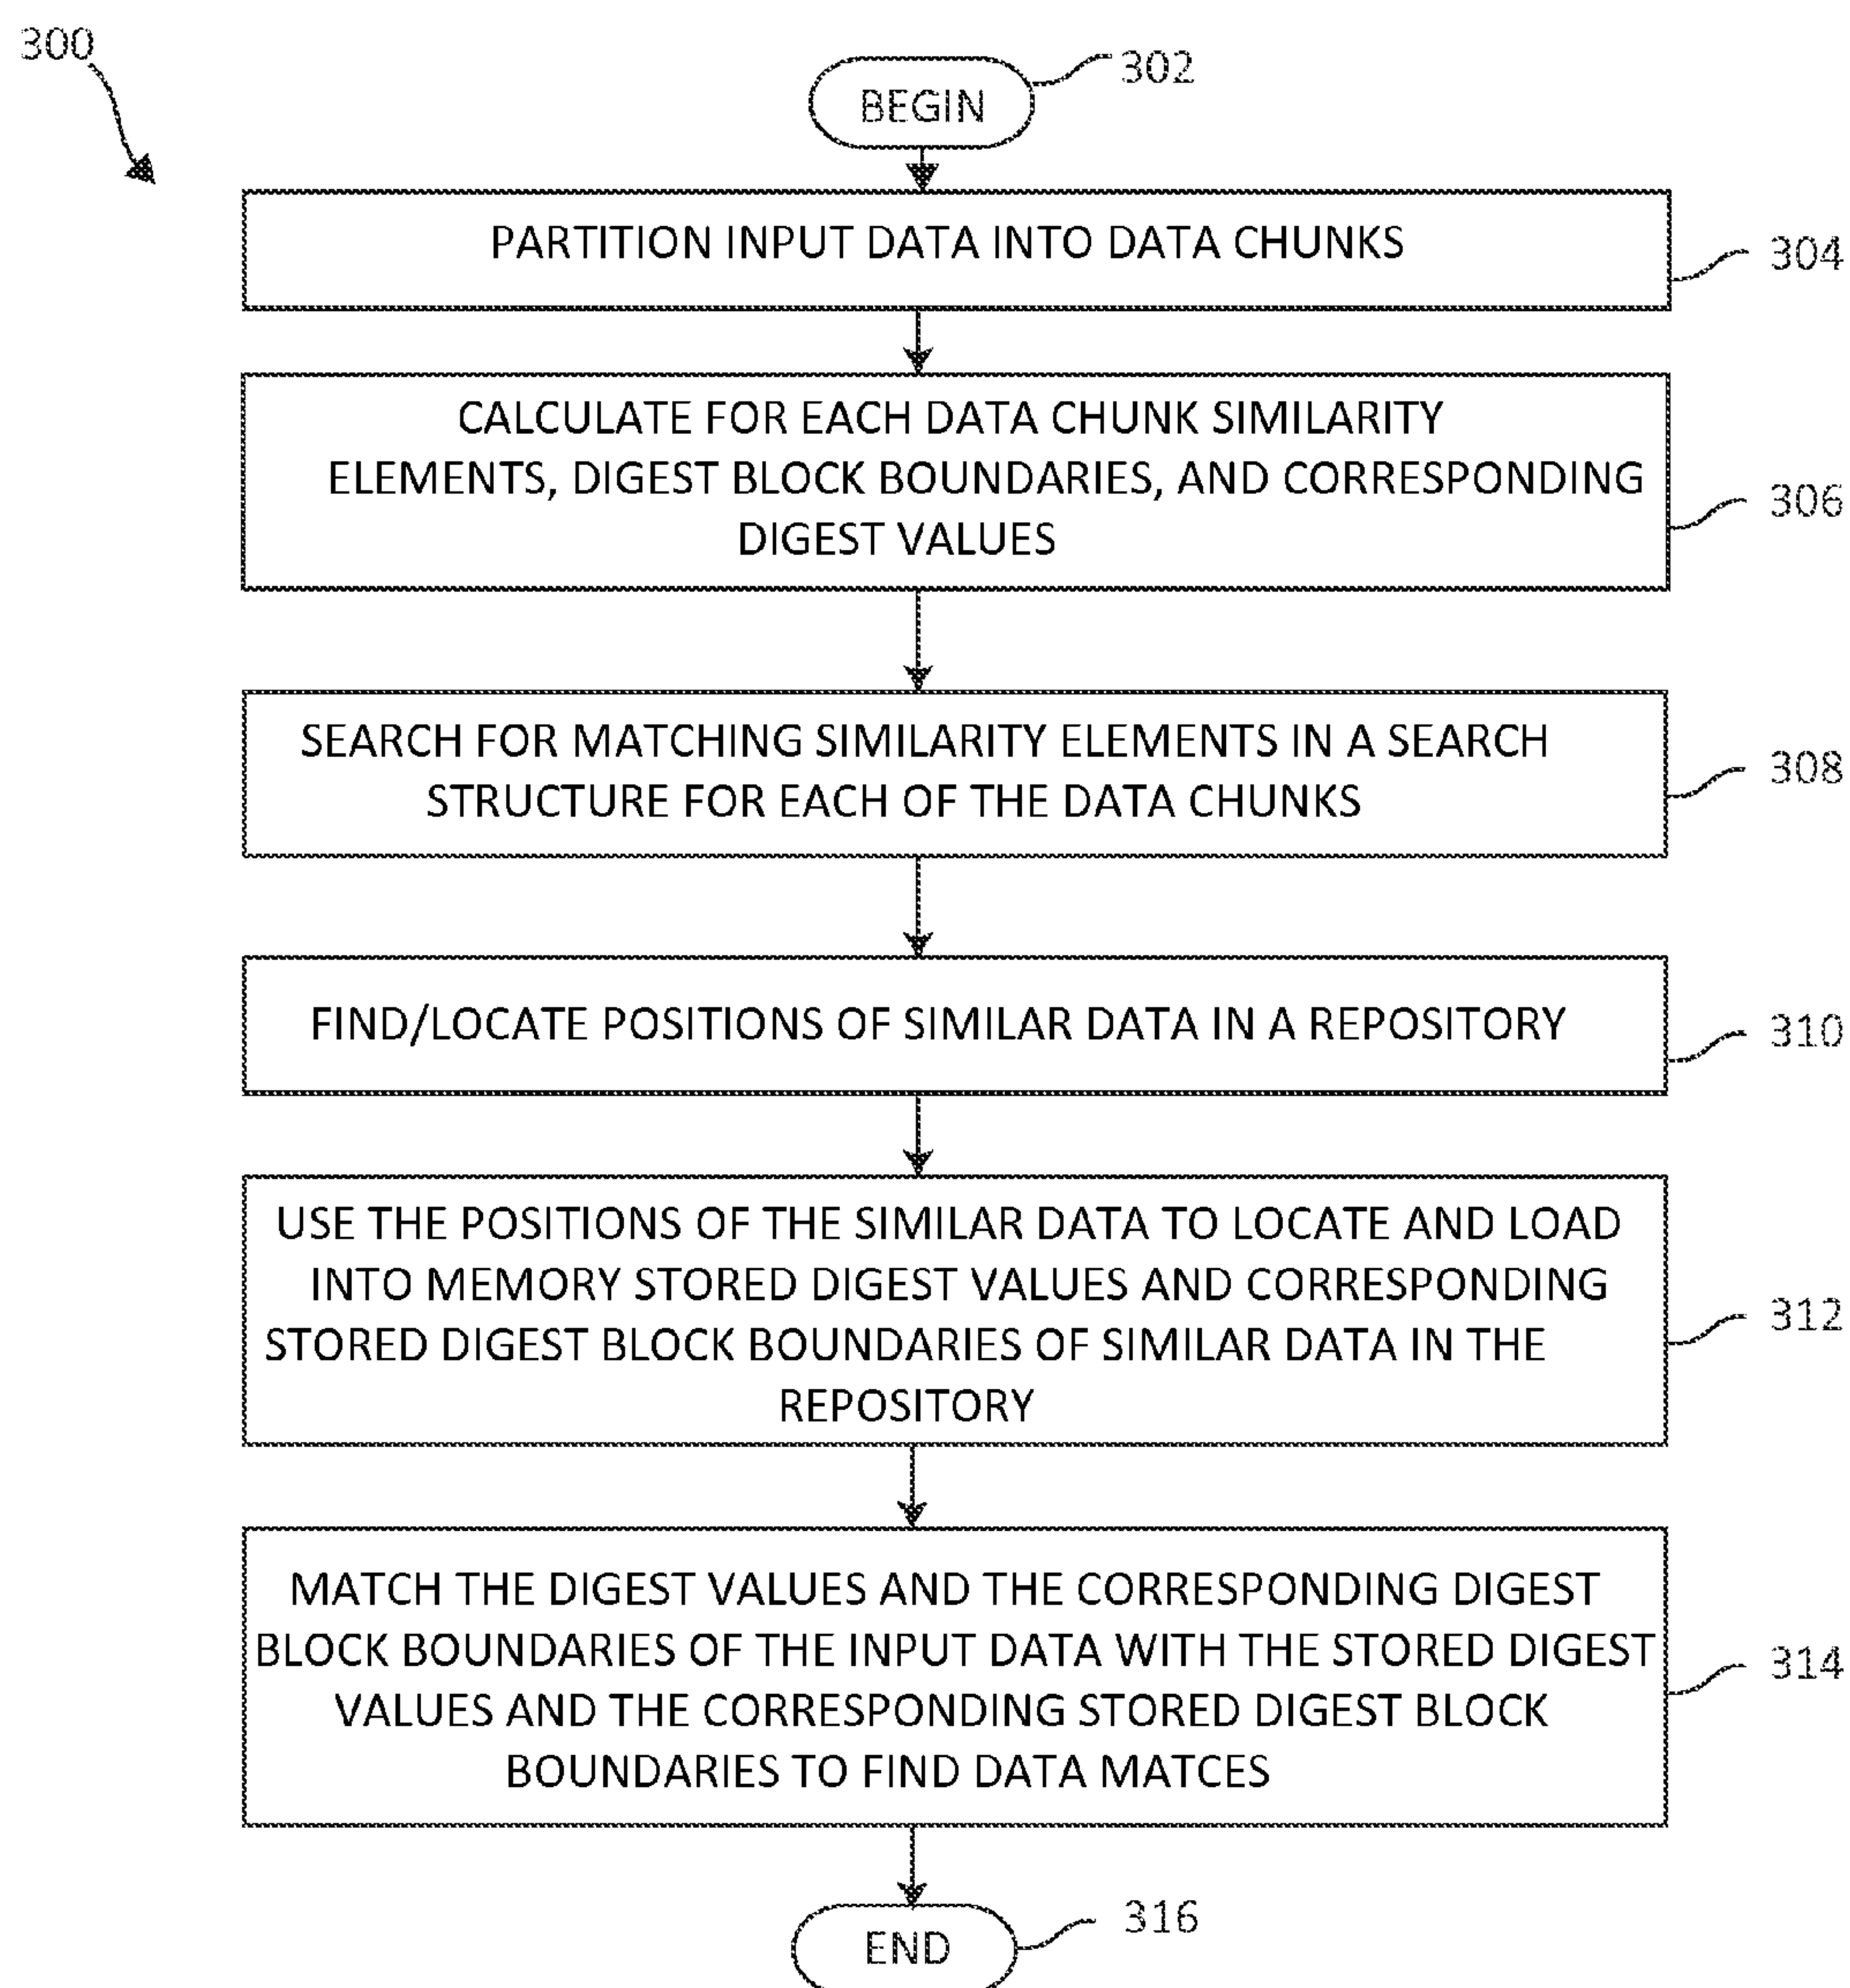 300
BEGIN
302
PARTITION INPUT DATA INTO DATA CHUNKS
304
CALCULATE FOR EACH DATA CHUNK SIMILARITY
ELEMENTS, DIGEST BLOCK BOUNDARIES, AND CORRESPONDING
DIGEST VALUES
306
SEARCH FOR MATCHING SIMILARITY ELEMENTS IN A SEARCH
STRUCTURE FOR EACH OF THE DATA CHUNKS
308
FIND/LOCATE POSITIONS OF SIMILAR DATA IN A REPOSITORY
310
USE THE POSITIONS OF THE SIMILAR DATA TO LOCATE AND LOAD
INTO MEMORY STORED DIGEST VALUES AND CORRESPONDING
STORED DIGEST BLOCK BOUNDARIES OF SIMILAR DATA IN THE
REPOSITORY
312
MATCH THE DIGEST VALUES AND THE CORRESPONDING DIGEST
BLOCK BOUNDARIES OF THE INPUT DATA WITH THE STORED DIGEST
VALUES AND THE CORRESPONDING STORED DIGEST BLOCK
BOUNDARIES TO FIND DATA MATCES
314
END
316